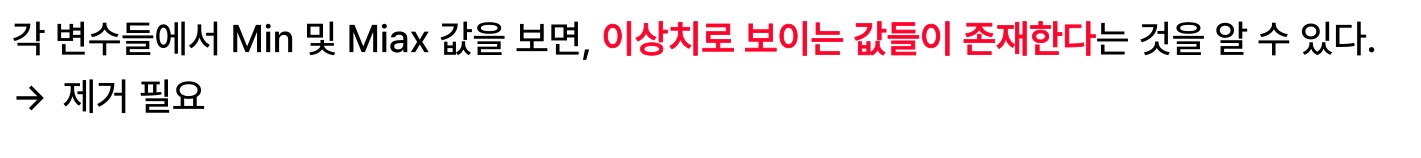 각 변수들에서 Min 및 Miax 값을 보면, 이상치로 보이는 값들이 존재한다는 것을 알 수 있다.
→ 제거 필요